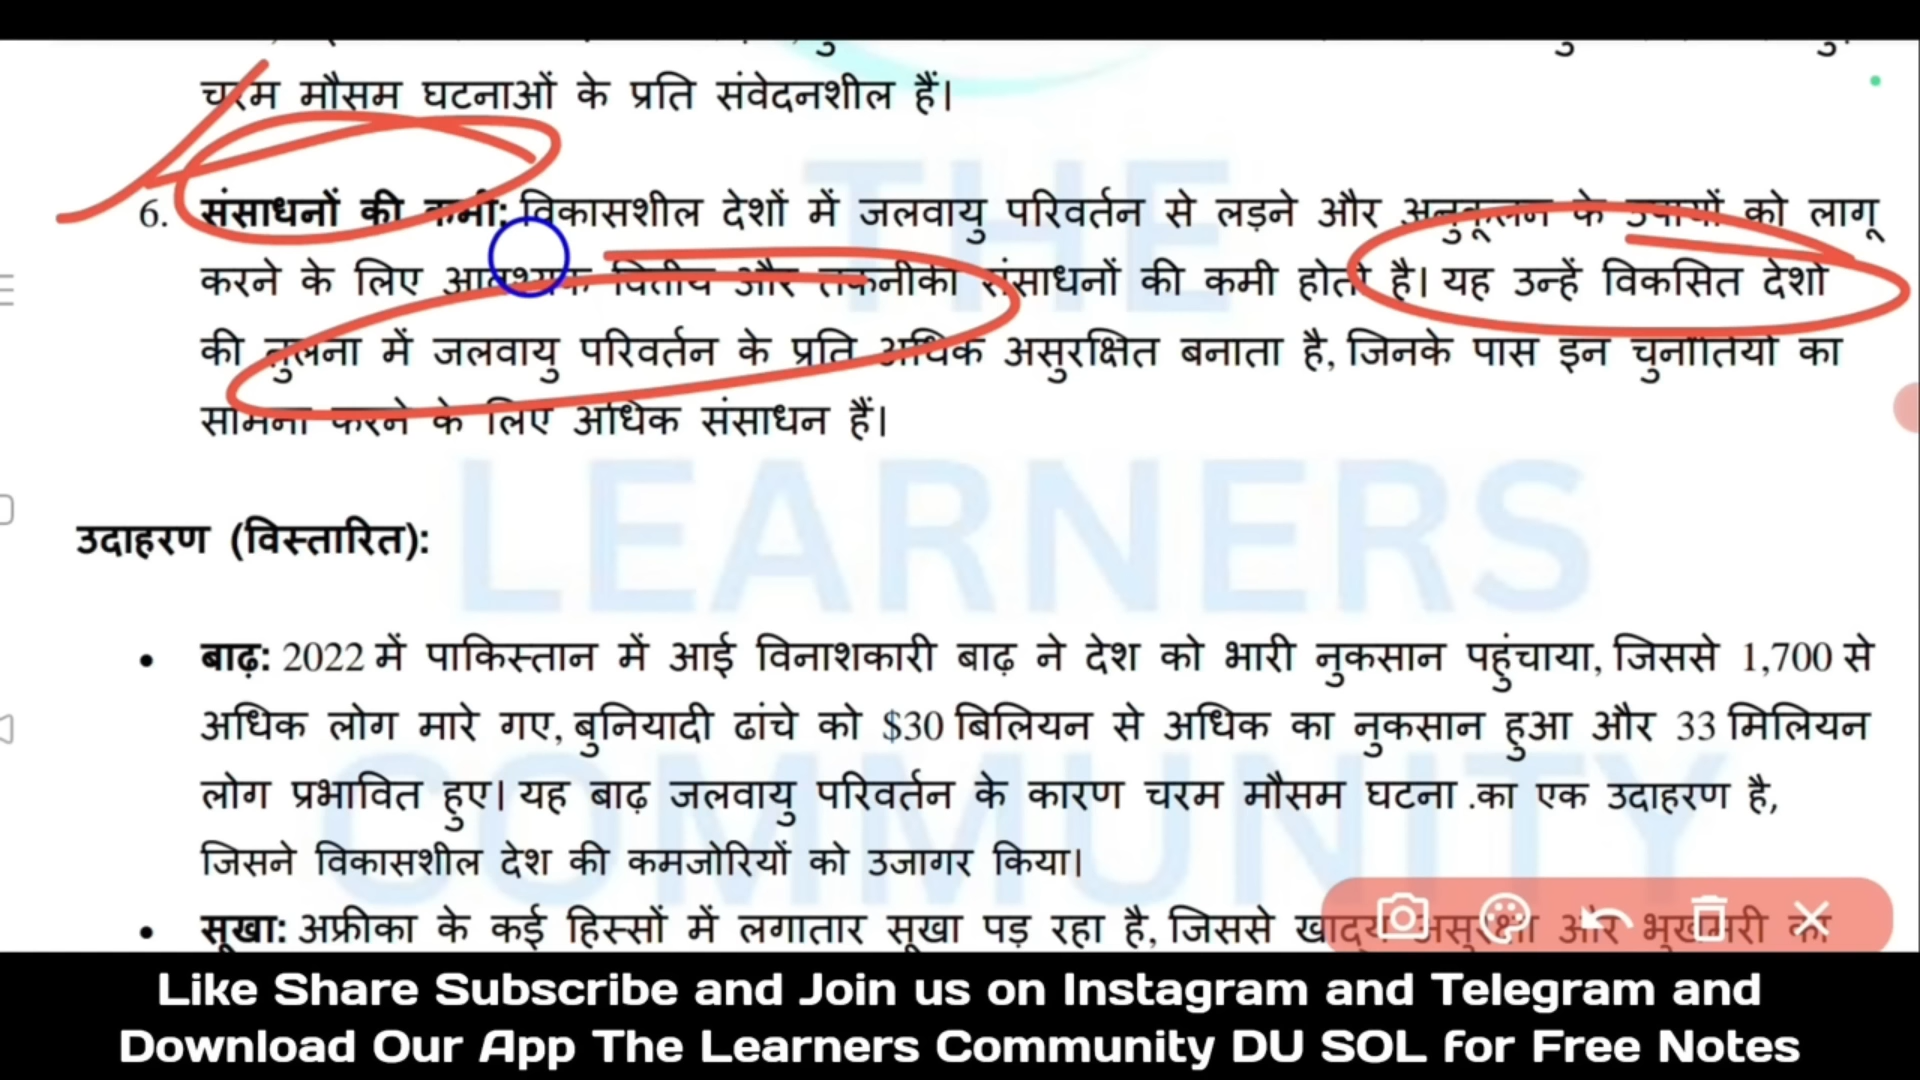 चरम मौसम घटनाओं के प्रति संवेदनशील हैं।
6. संसाधनों की कमी: विकासशील देशों में जलवायु परिवर्तन से लड़ने और अनुकूलन के उपायों को लागू
करने के लिए आवश्यक वित्तीय और तकनीकी संसाधनों की कमी होती है। यह उन्हें विकसित देशों
की तुलना में जलवायु परिवर्तन के प्रति अधिक असुरक्षित बनाता है, जिनके पास इन चुनौतियों का
सामना करने के लिए अधिक संसाधन हैं।
THE
LEARNERS
उदाहरण (विस्तारित):
• बाढ़: 2022 में पाकिस्तान में आई विनाशकारी बाढ़ ने देश को भारी नुकसान पहुंचाया, जिससे 1,700 से
अधिक लोग मारे गए, बुनियादी ढांचे को $30 बिलियन से अधिक का नुकसान हुआ और 33 मिलियन
लोग प्रभावित हुए। यह बाढ़ जलवायु परिवर्तन के कारण चरम मौसम घटना .का एक उदाहरण है,
जिसने विकासशील देश की कमजोरियों को उजागर किया।
COMMUNITY
• सूखा: अफ्रीका के कई हिस्सों में लगातार सूखा पड़ रहा है, जिससे खाद्य असुरक्षा और भुखमरी का
Like Share Subscribe and Join us on Instagram and Telegram and
Download Our App The Learners Community DU SOL for Free Notes